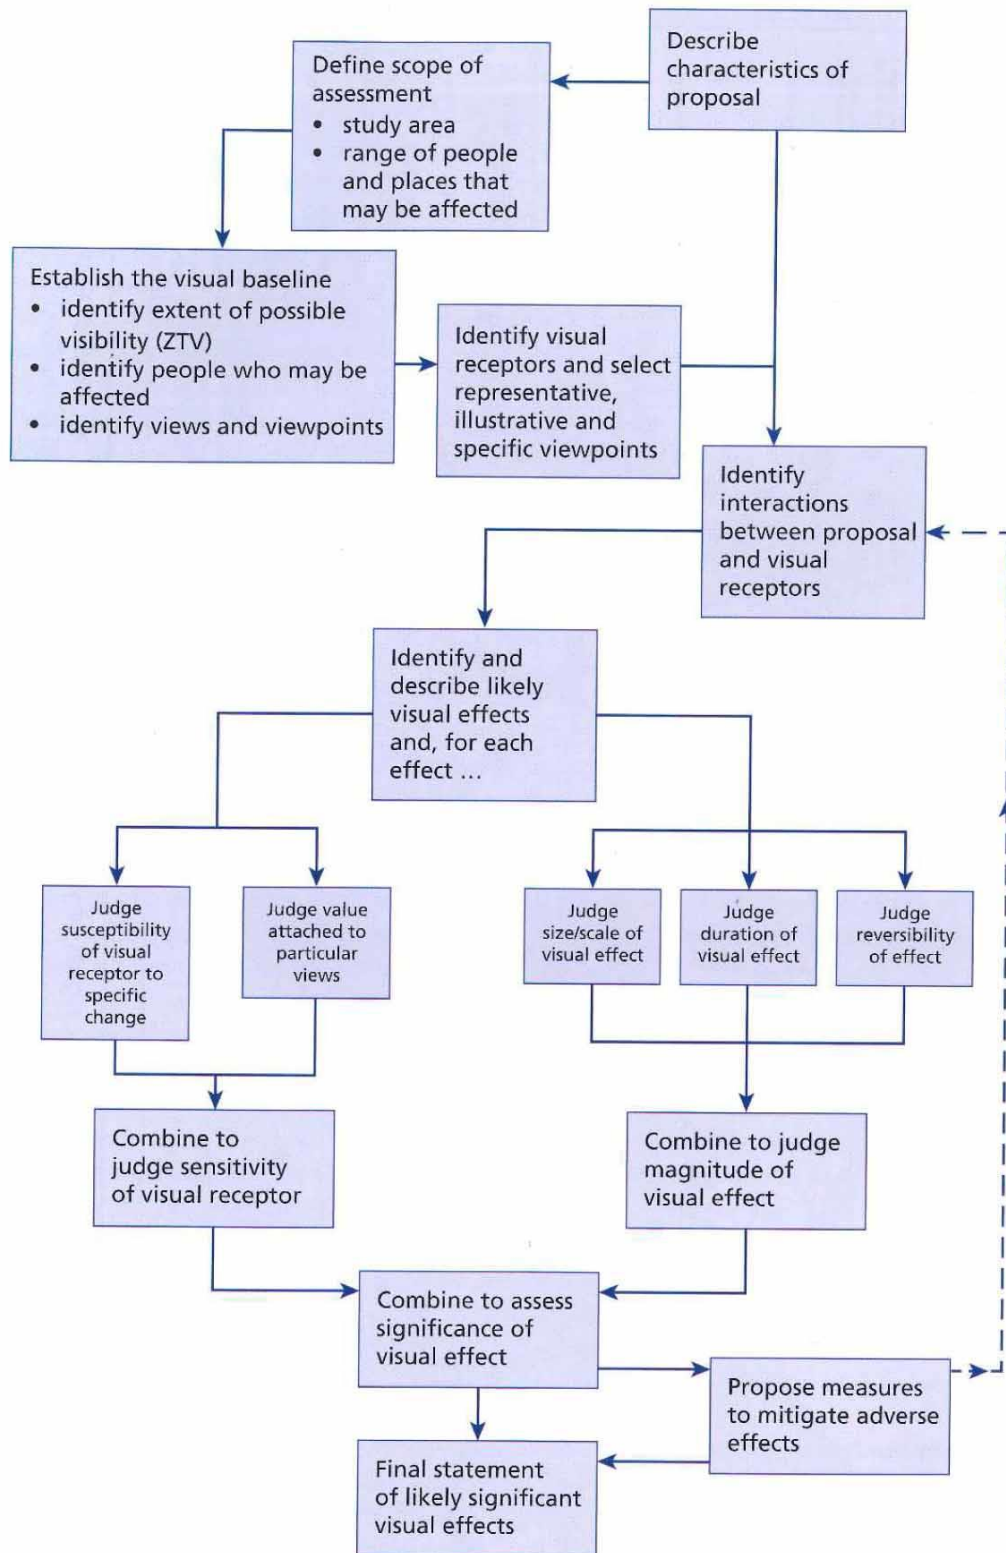 Describe
characteristics of
proposal
Define scope of
assessment
• study area
• range of people
and places that
may be affected
Establish the visual baseline
• identify extent of possible
visibility (ZTV)
• identify people who may be
affected
• identify views and viewpoints
Identify visual
receptors and select
representative,
illustrative and
specific viewpoints
Identify
interactions
between proposal
and visual
receptors
Identify and
describe likely
visual effects
and, for each
effect ...
Judge
susceptibility
of visual
receptor to
specific
change
Judge value
attached to
particular
views
Judge
size/scale of
visual effect
Judge
duration of
visual effect
Judge
reversibility
of effect
Combine to
judge sensitivity
of visual receptor
Combine to judge
magnitude of
visual effect
Combine to assess
significance of
visual effect
Propose measures
to mitigate adverse
effects
Final statement
of likely significant
visual effects